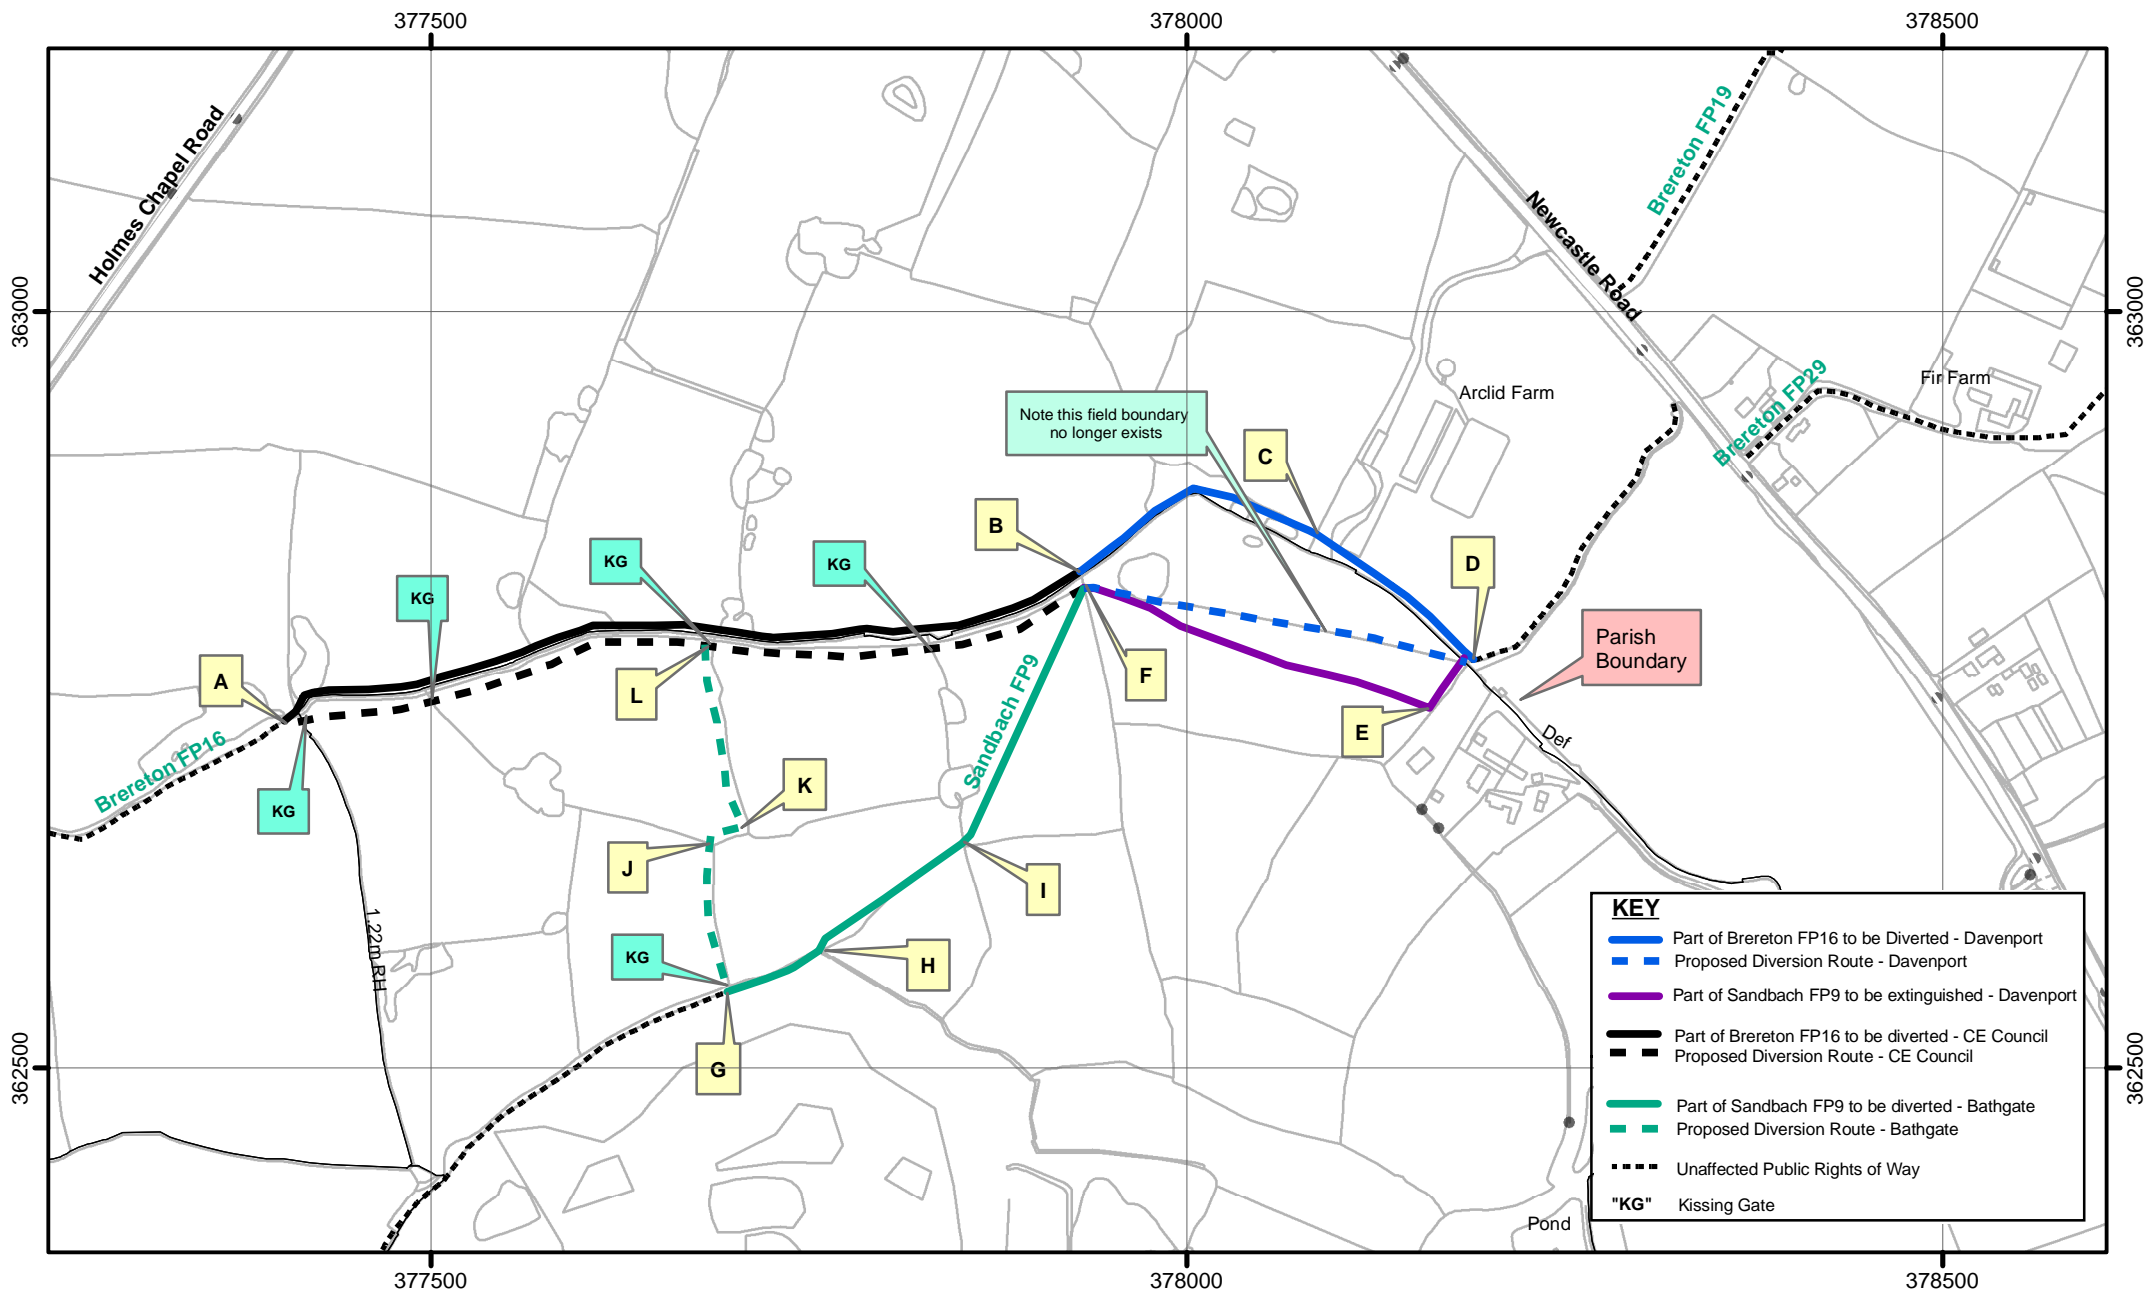 377500
378000
378500
Holmes Chapel Road
Brereton FP19
Newcastle Road
363000
363000
Brereton FP29
Fir Farm
Arclid Farm
Note this field boundary
no longer exists
C
B
D
KG
KG
KG
Parish
Boundary
A
L
F
E
Sandbach FP9
Def
Brereton FP16
KG
K
J
I
1.22m RH
KG
H
G
362500
362500
KEY
Part of Brereton FP16 to be Diverted - Davenport
Proposed Diversion Route - Davenport
Part of Sandbach FP9 to be extinguished - Davenport
Part of Brereton FP16 to be diverted - CE Council
Proposed Diversion Route - CE Council
Part of Sandbach FP9 to be diverted - Bathgate
Proposed Diversion Route - Bathgate
Unaffected Public Rights of Way
"KG" Kissing Gate
Pond
377500
378000
378500